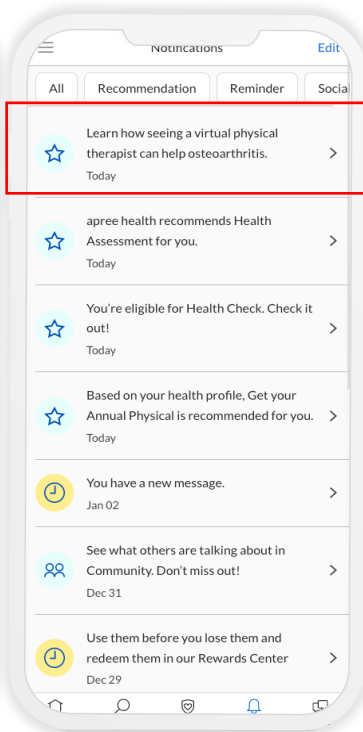 Notifications
Edit
All
Recommendation
Reminder
Social
Learn how seeing a virtual physical
therapist can help osteoarthritis.
Today
apree health recommends Health
Assessment for you.
Today
You're eligible for Health Check. Check it
out!
Today
Based on your health profile, Get your
Annual Physical is recommended for you.
Today
You have a new message.
Jan 02
See what others are talking about in
Community. Don't miss out!
Dec 31
Use them before you lose them and
redeem them in our Rewards Center
Dec 29